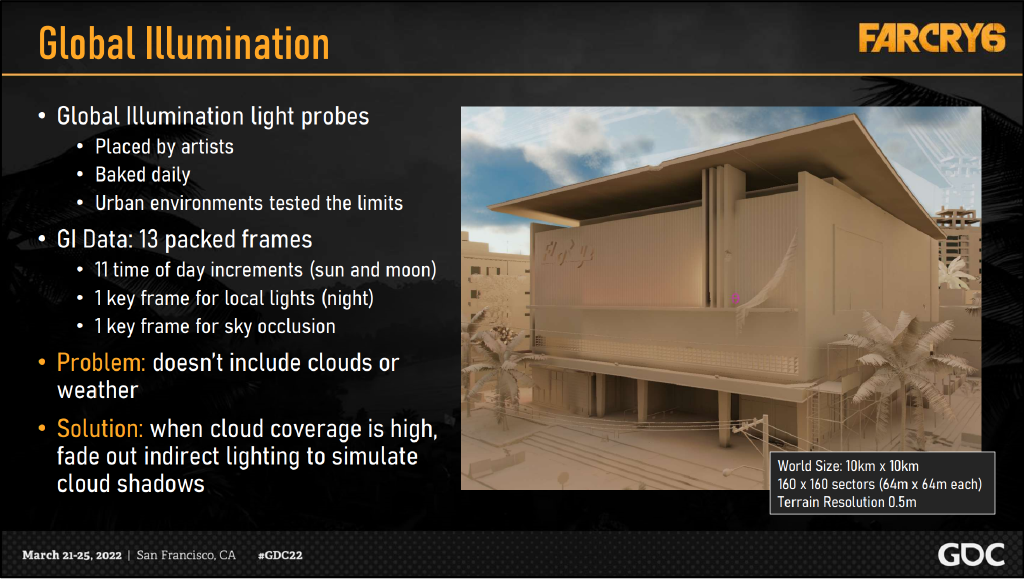 Global Illumination
FARCRY6
• Global Illumination light probes
• Placed by artists
• Baked daily
• Urban environments tested the limits
• GI Data: 13 packed frames
• 11 time of day increments (sun and moon)
• 1 key frame for local lights (night)
• 1 key frame for sky occlusion
• Problem: doesn't include clouds or
weather
• Solution: when cloud coverage is high,
fade out indirect lighting to simulate
cloud shadows
World Size: 10km x 10km
160 x 160 sectors (64m x 64m each)
Terrain Resolution 0.5m
March 21-25, 2022 | San Francisco, CA #GDC22
GDC